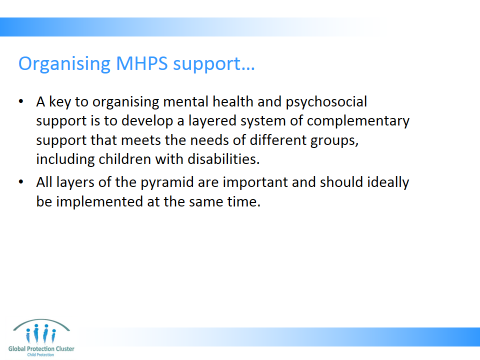 Organising MHPS support…
• A key to organising mental health and psychosocial
support is to develop a layered system of complementary
support that meets the needs of different groups,
including children with disabilities.
• All layers of the pyramid are important and should ideally
be implemented at the same time.
Global Protection Cluster
Child Protection